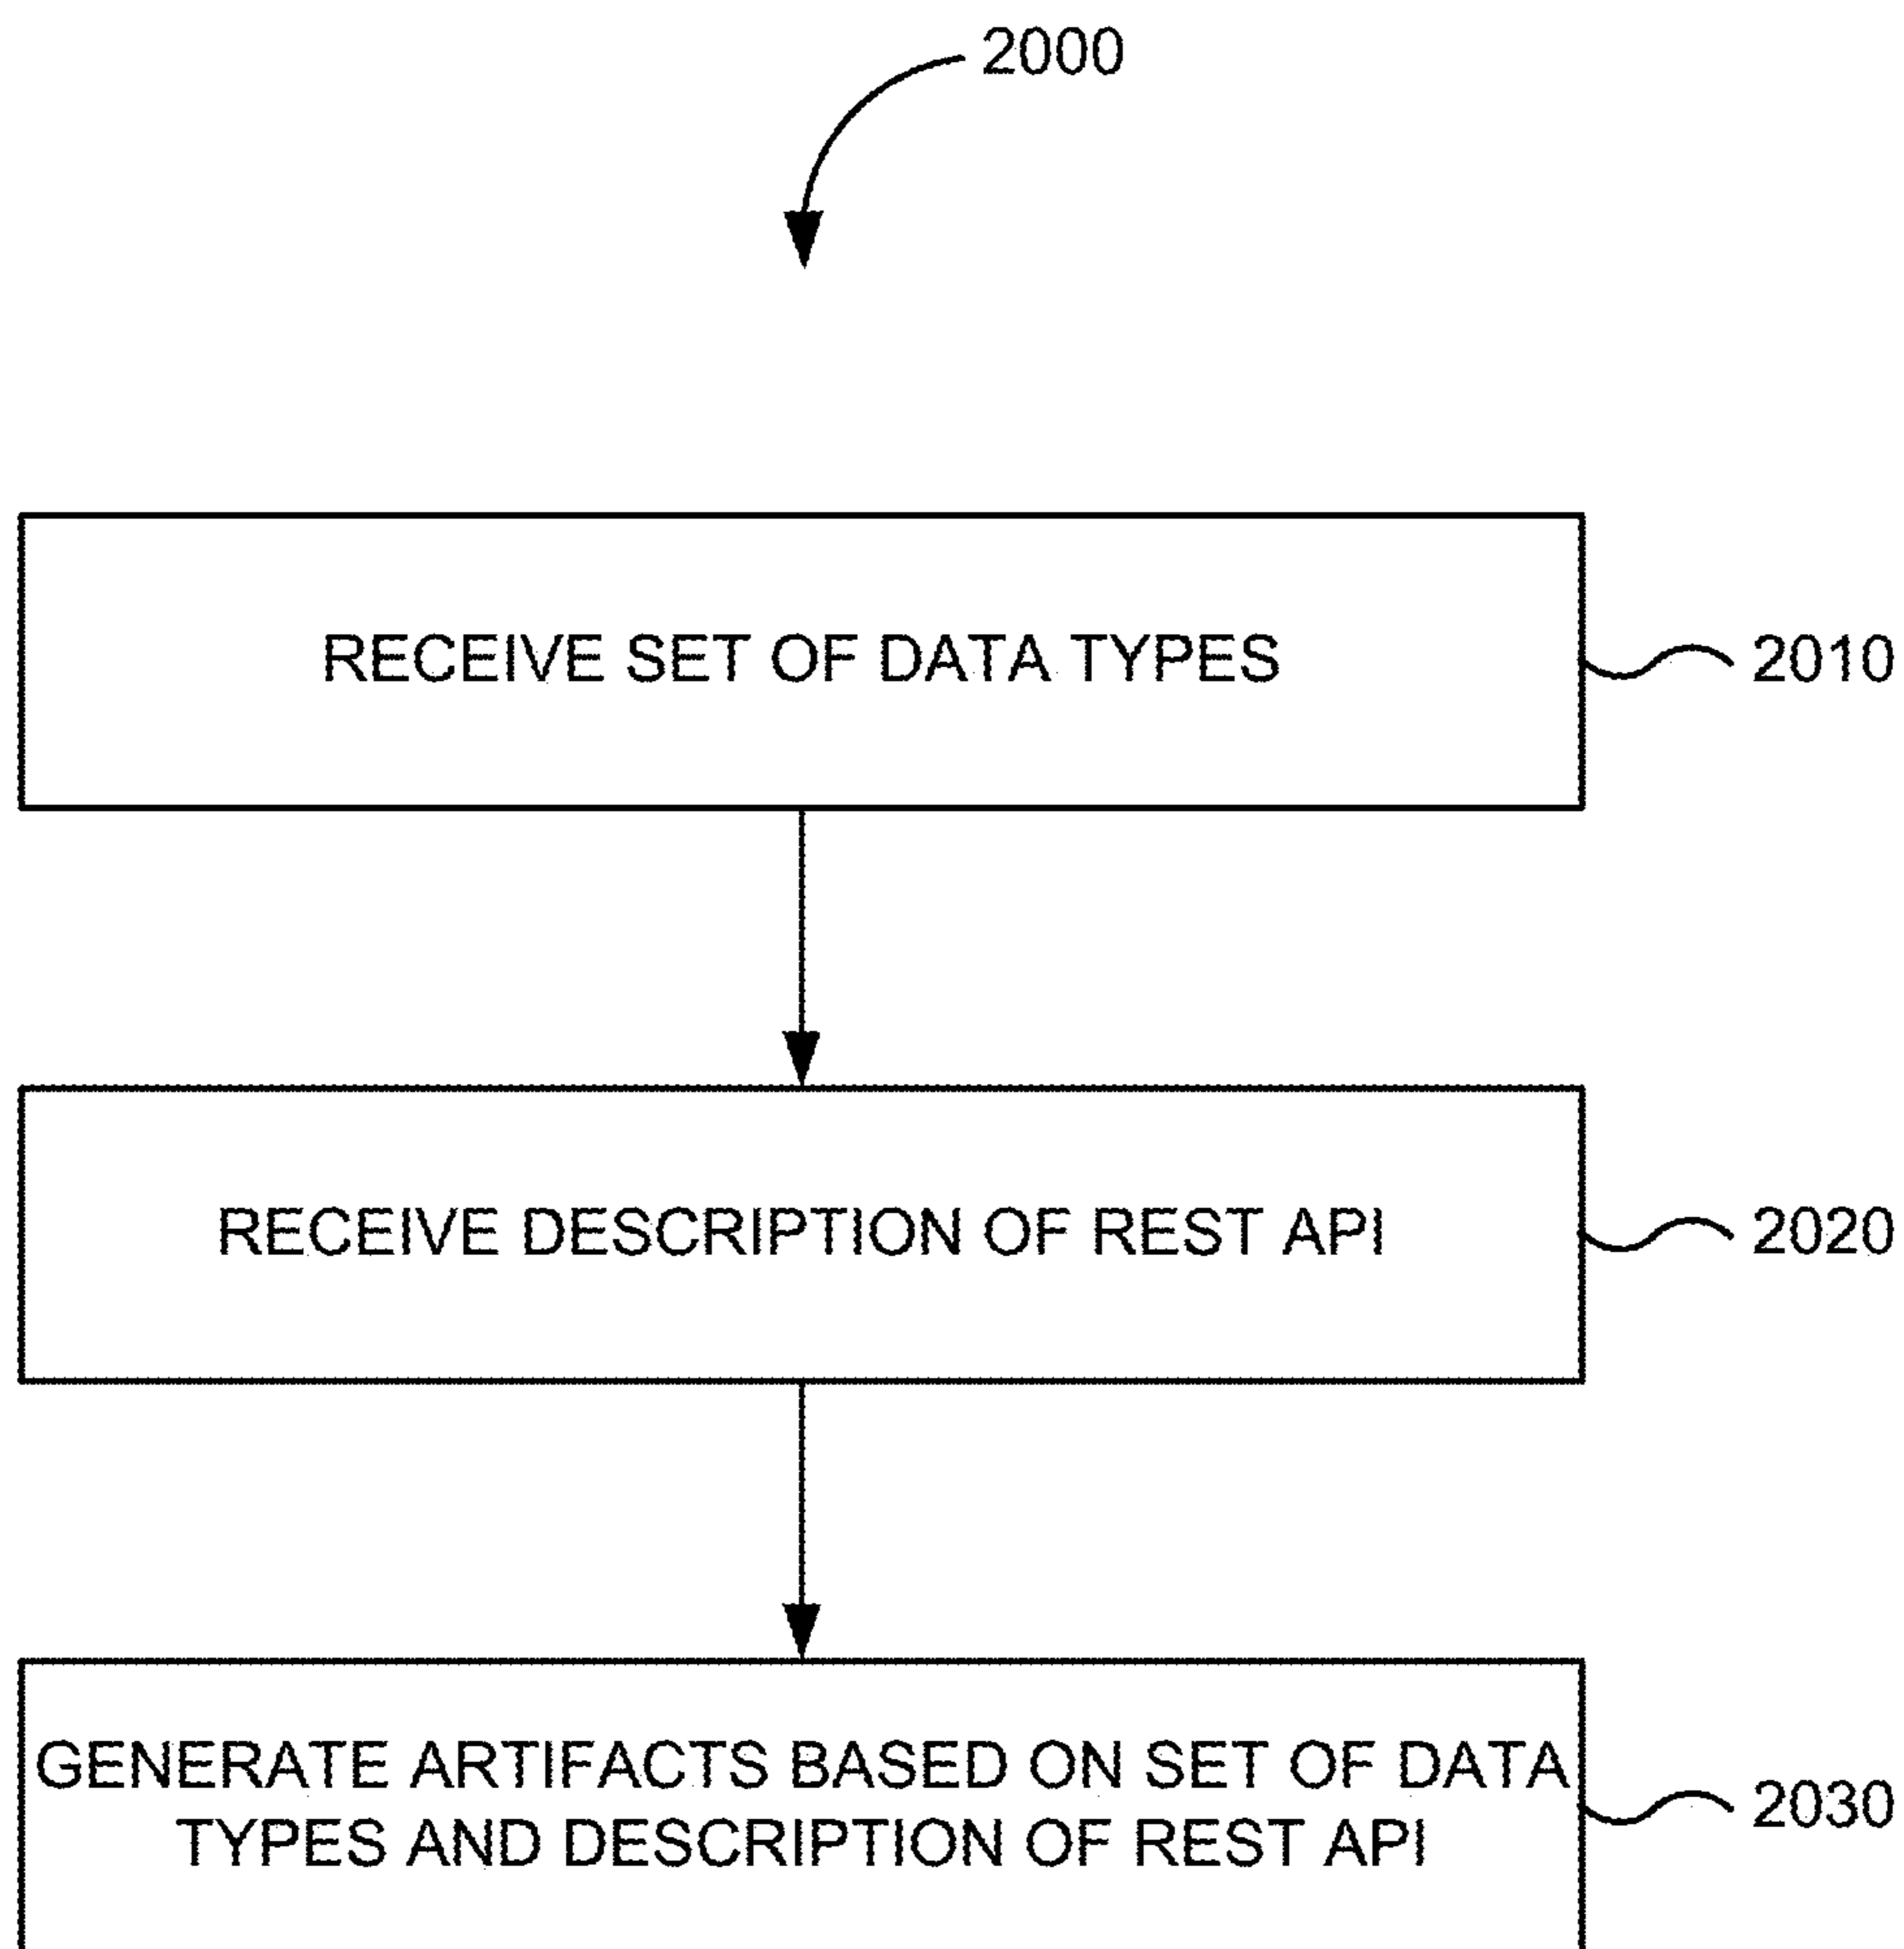 2000
RECEIVE SET OF DATA TYPES
2010
RECEIVE DESCRIPTION OF REST API
2020
GENERATE ARTIFACTS BASED ON SET OF DATA
TYPES AND DESCRIPTION OF REST API
2030